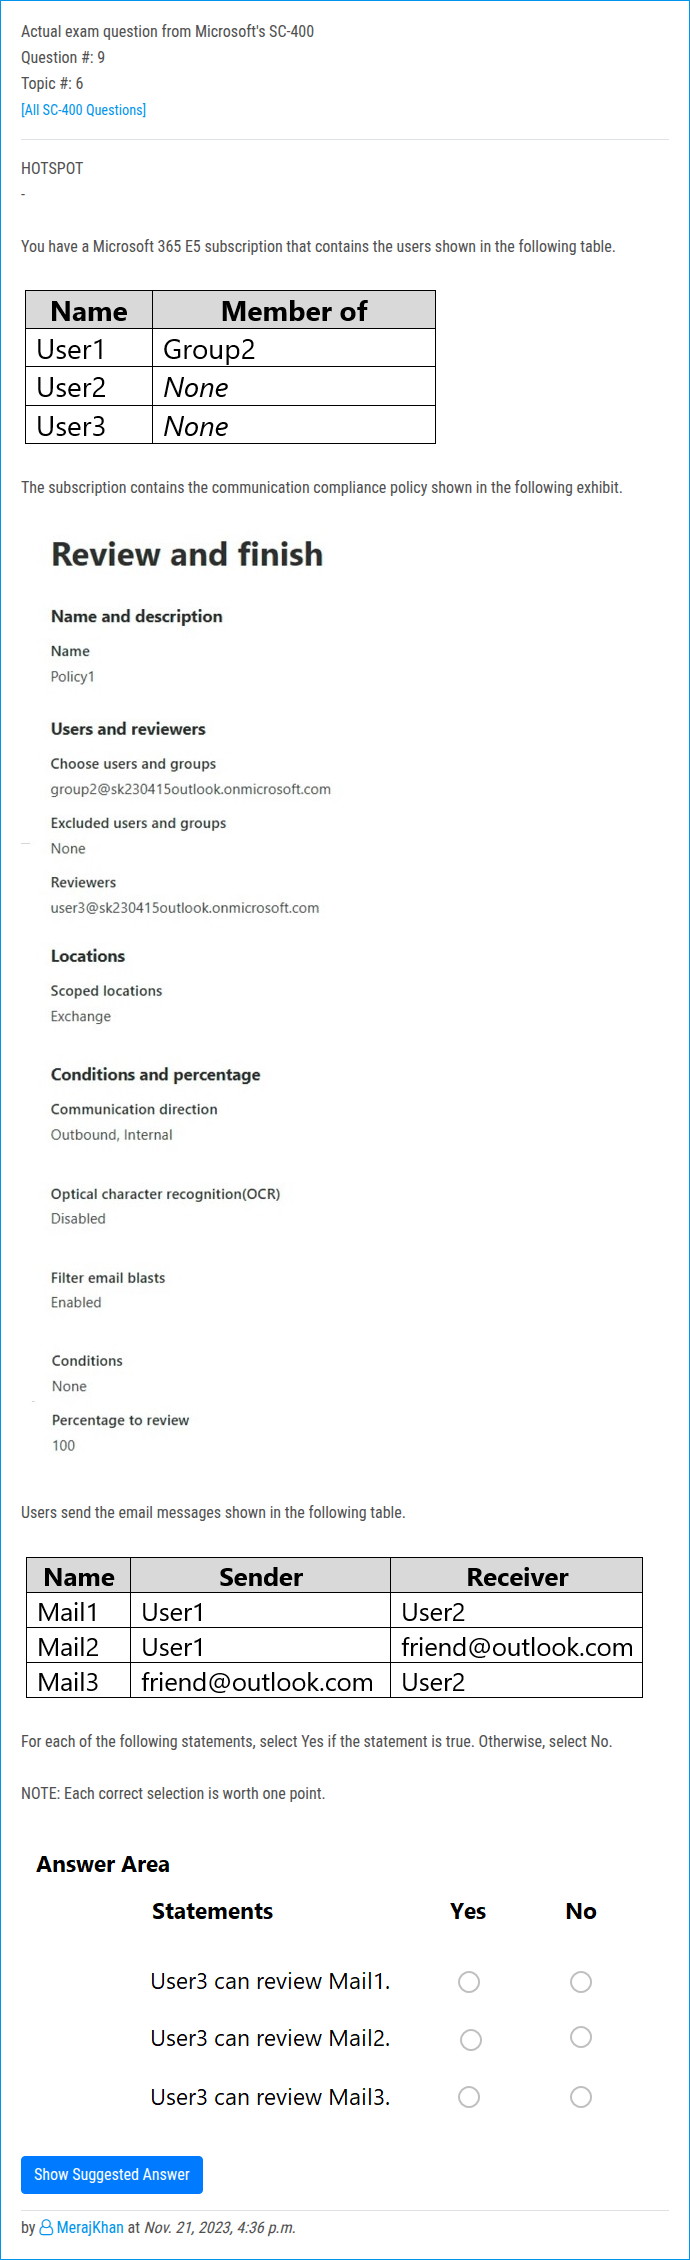 Actual exam question from Microsoft's SC-400
Question #: 9
Topic #: 6
[All SC-400 Questions]
HOTSPOT
-
You have a Microsoft 365 E5 subscription that contains the users shown in the following table.
Name Member of
User1 Group2
User2 None
User3 None
The subscription contains the communication compliance policy shown in the following exhibit.
Review and finish
Name and description
Name
Policy1
Users and reviewers
Choose users and groups
group2@sk230415outlook.onmicrosoft.com
Excluded users and groups
None
Reviewers
user3@sk230415outlook.onmicrosoft.com
Locations
Scoped locations
Exchange
Conditions and percentage
Communication direction
Outbound, Internal
Optical character recognition(OCR)
Disabled
Filter email blasts
Enabled
Conditions
None
Percentage to review
100
Users send the email messages shown in the following table.
Name Sender Receiver
Mail1 User1 User2
Mail2 User1 friend@outlook.com
Mail3 friend@outlook.com User2
For each of the following statements, select Yes if the statement is true. Otherwise, select No.
NOTE: Each correct selection is worth one point.
Answer Area
Statements Yes No
User3 can review Mail1.
User3 can review Mail2.
User3 can review Mail3.
Show Suggested Answer
by MerajKhan at Nov. 21, 2023, 4:36 p.m.